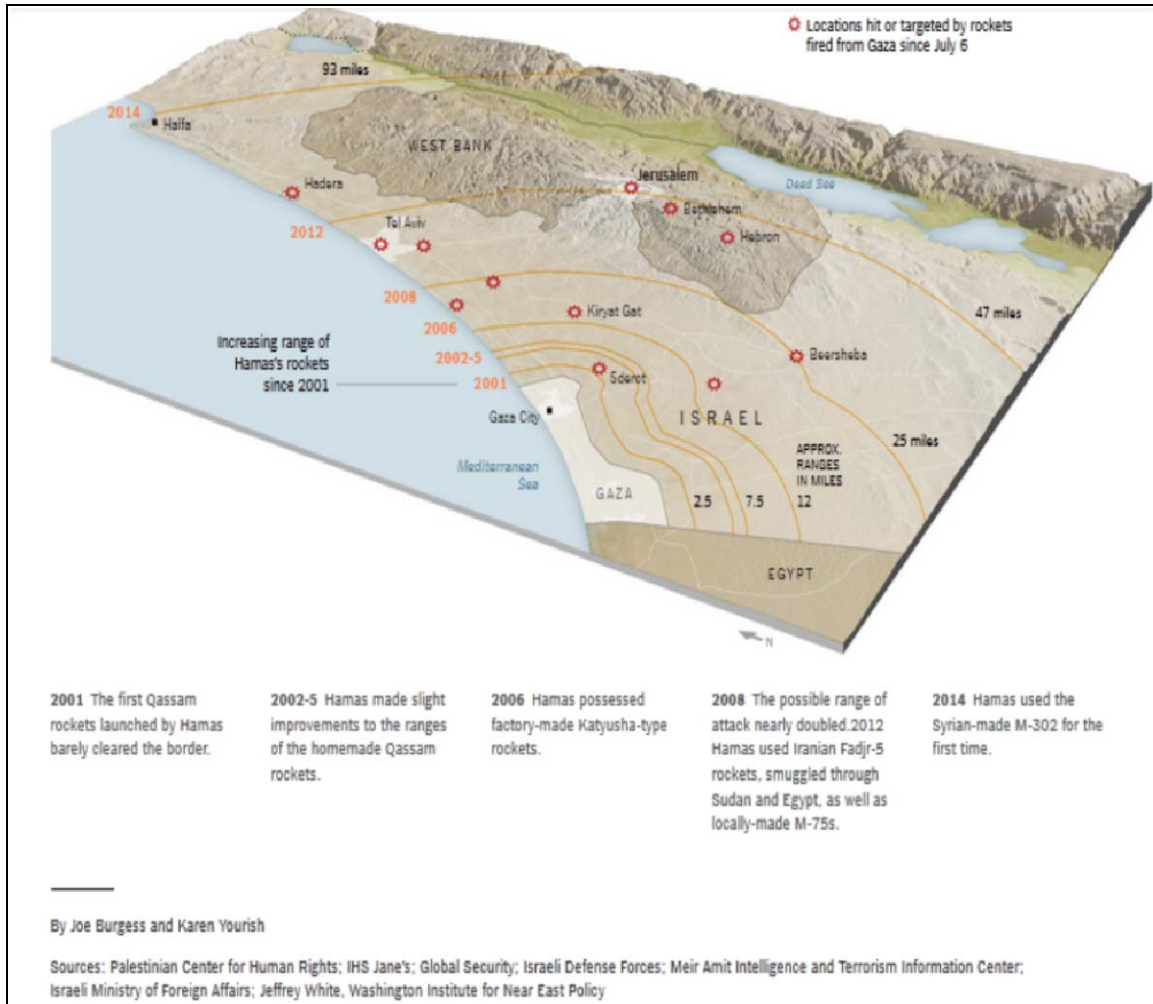 Locations hit or targeted by rockets
fired from Gaza since July 6
93 miles
2014
Haifa
WEST BANK
Jerusalem
Dead Sea
Hadera
Bethlehem
Hebron
2012
Tel Aviv
2008
2006
Kiryat Gat
47 miles
Increasing range of
Hamas's rockets
since 2001
2002-5
2001
Beersheba
Sderot
Gaza City
ISRAEL
25 miles
APPROX.
RANGES
IN MILES
Mediterranean
Sea
GAZA
2.5
7.5
12
EGYPT
N
2001 The first Qassam
rockets launched by Hamas
barely cleared the border.
2002-5 Hamas made slight
improvements to the ranges
of the homemade Qassam
rockets.
2006 Hamas possessed
factory-made Katyusha-type
rockets.
2008 The possible range of
attack nearly doubled.2012
Hamas used Iranian Fadjr-5
rockets, smuggled through
Sudan and Egypt, as well as
locally-made M-75s.
2014 Hamas used the
Syrian-made M-302 for the
first time.
By Joe Burgess and Karen Yourish
Sources: Palestinian Center for Human Rights; IHS Jane's; Global Security; Israeli Defense Forces; Meir Amit Intelligence and Terrorism Information Center;
Israeli Ministry of Foreign Affairs; Jeffrey White, Washington Institute for Near East Policy